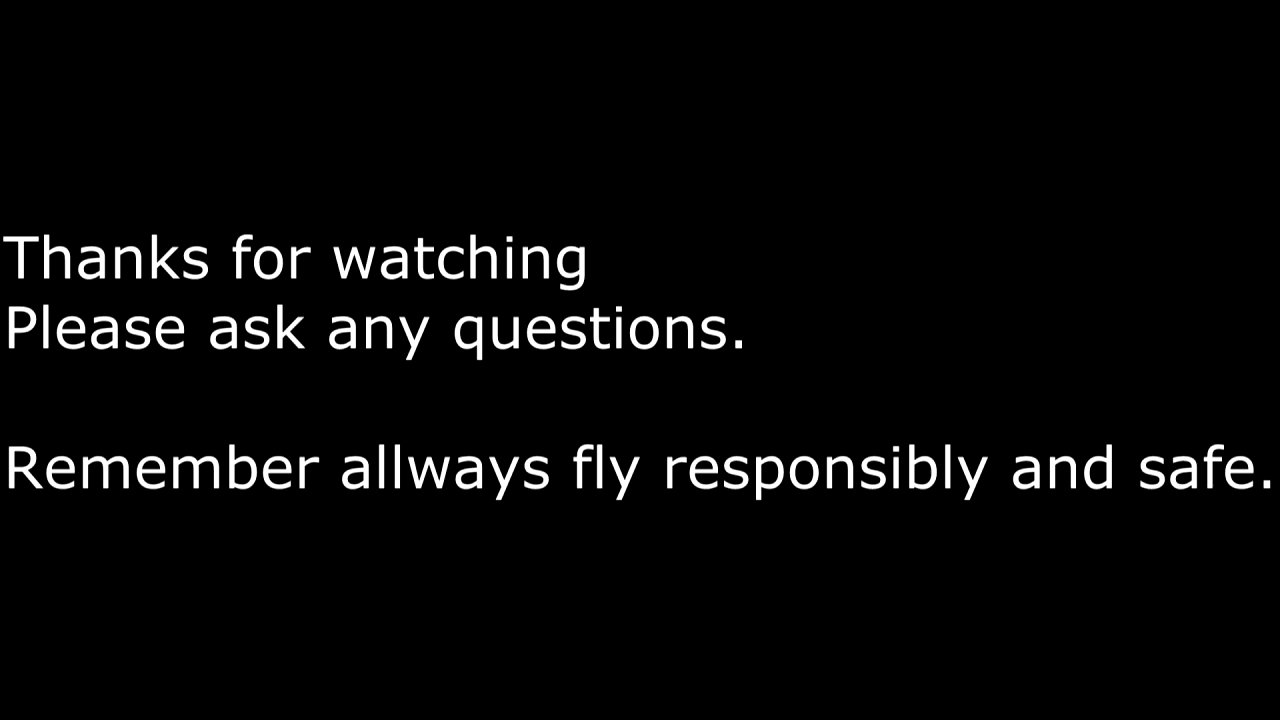 Thanks for watching
Please ask any questions.
Remember allways fly responsibly and safe.